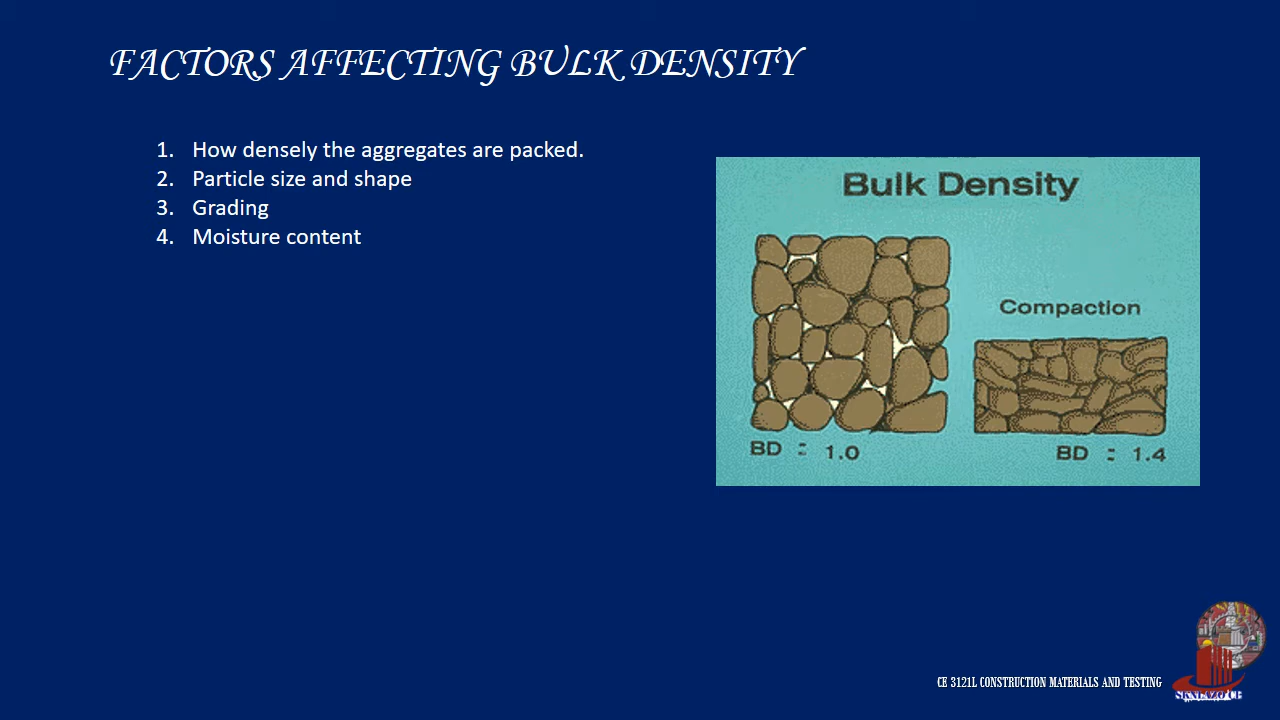 FACTORS AFFECTING BULK DENSITY
1. How densely the aggregates are packed.
2. Particle size and shape
3. Grading
4. Moisture content
Bulk Density
Compaction
BD = 1.0
BD = 1.4
CE 3121L CONSTRUCTION MATERIALS AND TESTING